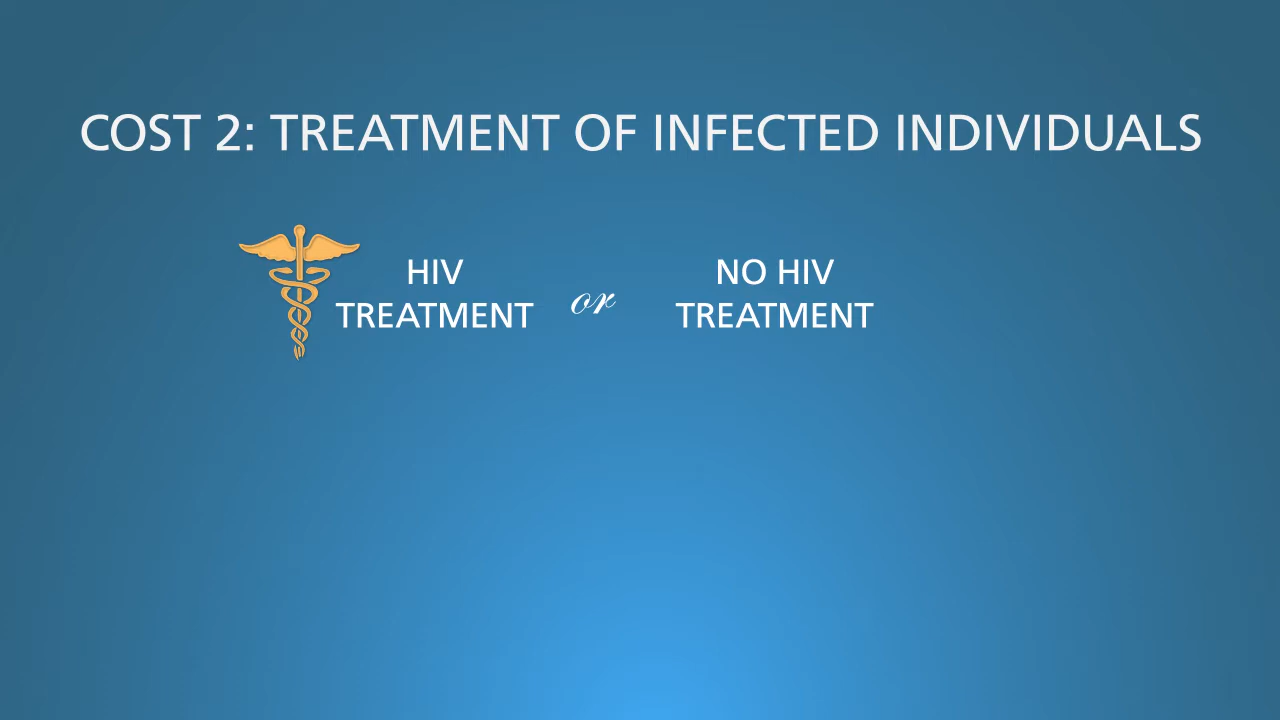 COST 2: TREATMENT OF INFECTED INDIVIDUALS
HIV
TREATMENT
or
NO HIV
TREATMENT